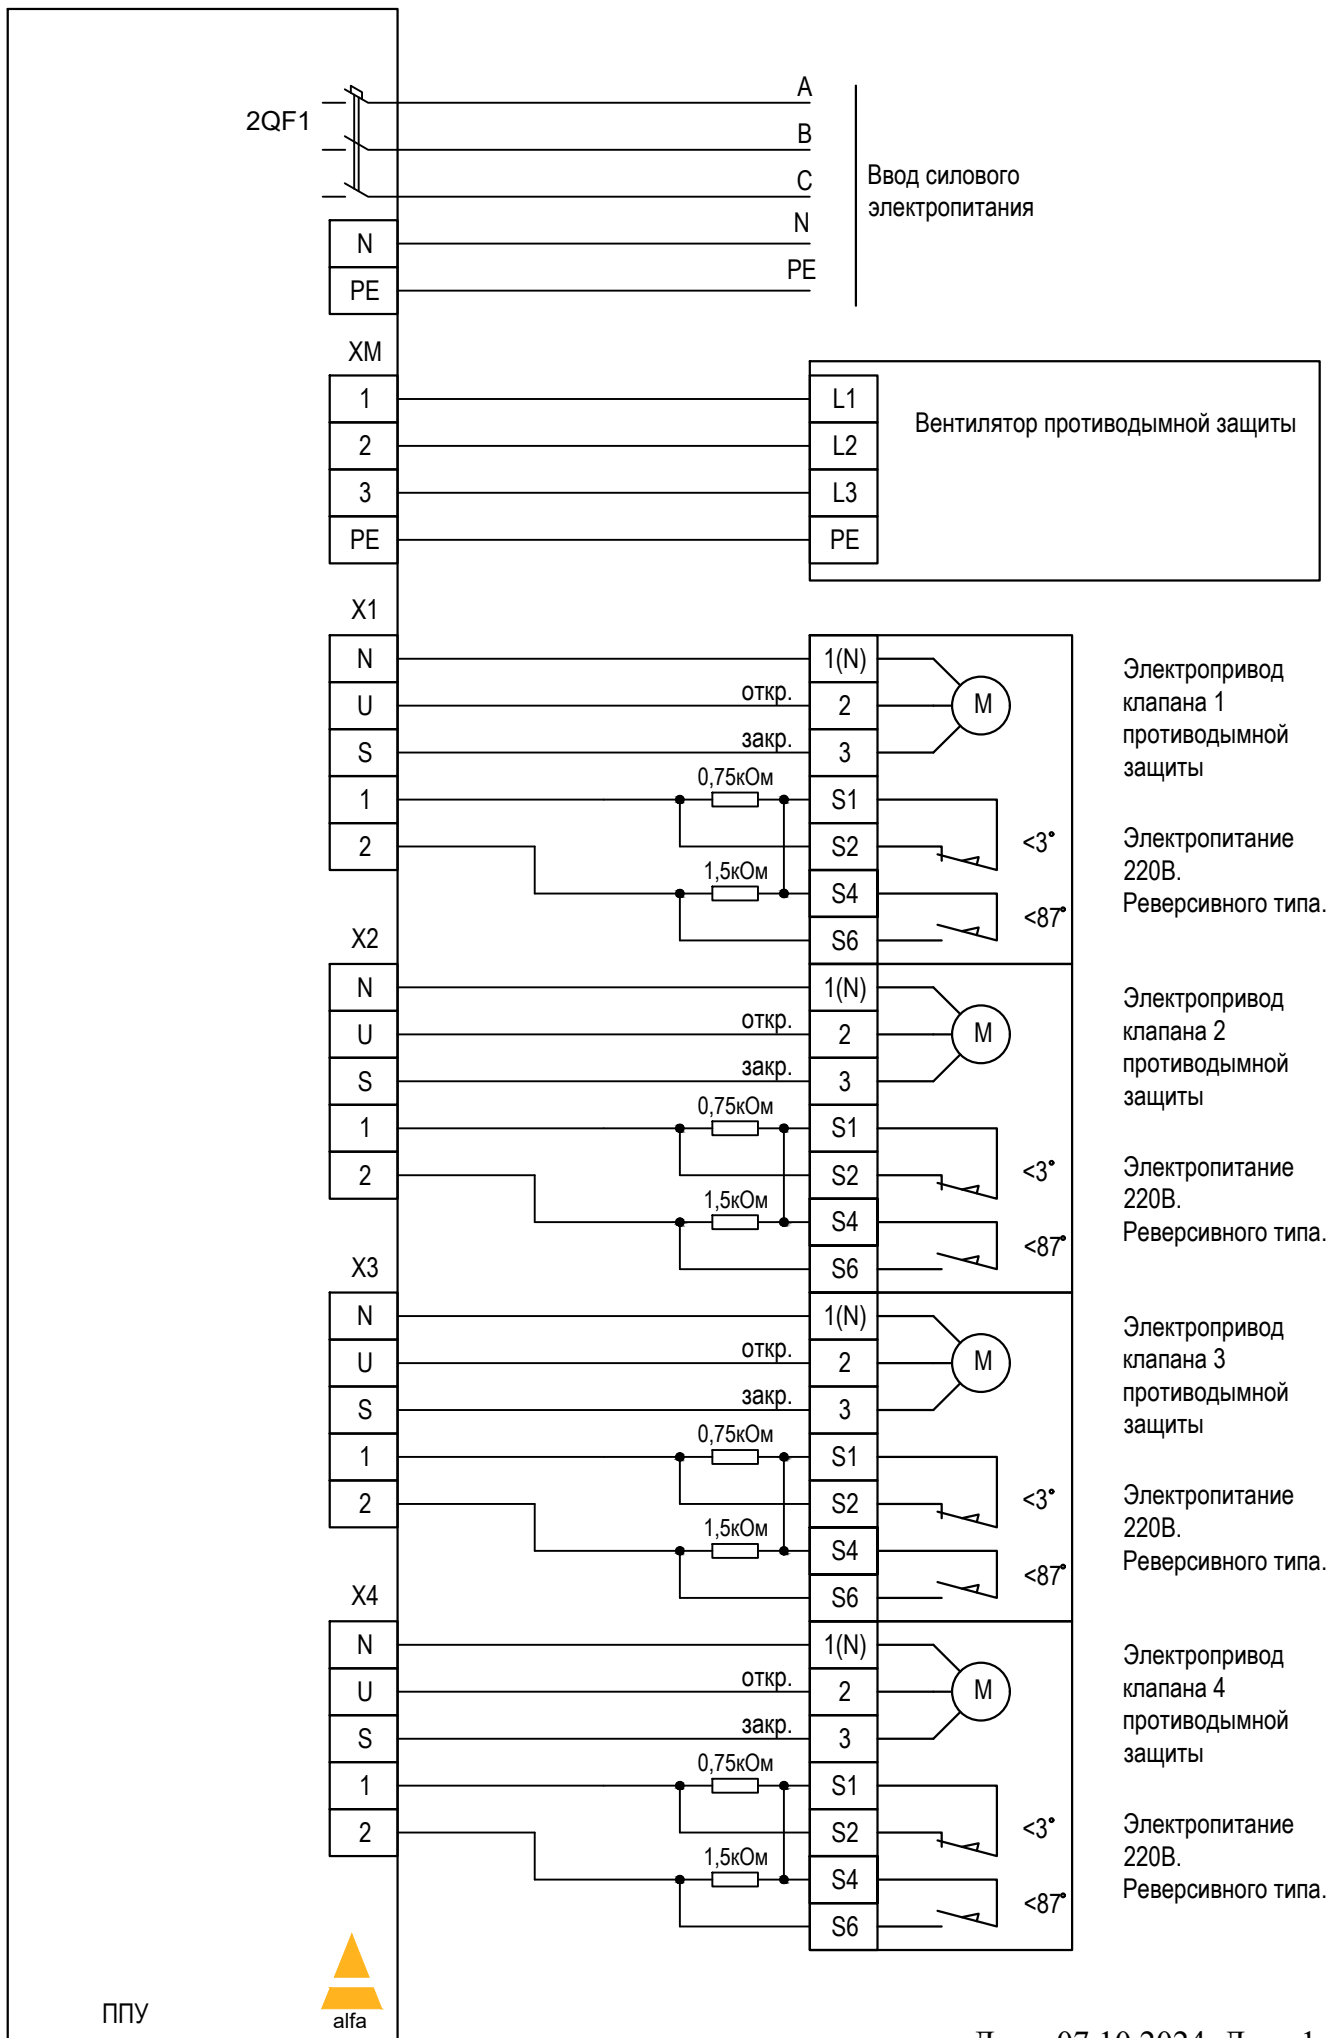 2QF1
A
B
C
N
PE
Ввод силового
электропитания
N
PE
XM
1
2
3
PE
L1
L2
L3
PE
Вентилятор противодымной защиты
X1
N
U
S
1
2
откр.
закр.
0,75кОм
1,5кОм
1(N)
2
3
S1
S2
S4
S6
M
<3°
<87°
Электропривод
клапана 1
противодымной
защиты
Электропитание
220В.
Реверсивного типа.
X2
N
U
S
1
2
откр.
закр.
0,75кОм
1,5кОм
1(N)
2
3
S1
S2
S4
S6
M
<3°
<87°
Электропривод
клапана 2
противодымной
защиты
Электропитание
220В.
Реверсивного типа.
X3
N
U
S
1
2
откр.
закр.
0,75кОм
1,5кОм
1(N)
2
3
S1
S2
S4
S6
M
<3°
<87°
Электропривод
клапана 3
противодымной
защиты
Электропитание
220В.
Реверсивного типа.
X4
N
U
S
1
2
откр.
закр.
0,75кОм
1,5кОм
1(N)
2
3
S1
S2
S4
S6
M
<3°
<87°
Электропривод
клапана 4
противодымной
защиты
Электропитание
220В.
Реверсивного типа.
ППУ
alfa
07.10.2024